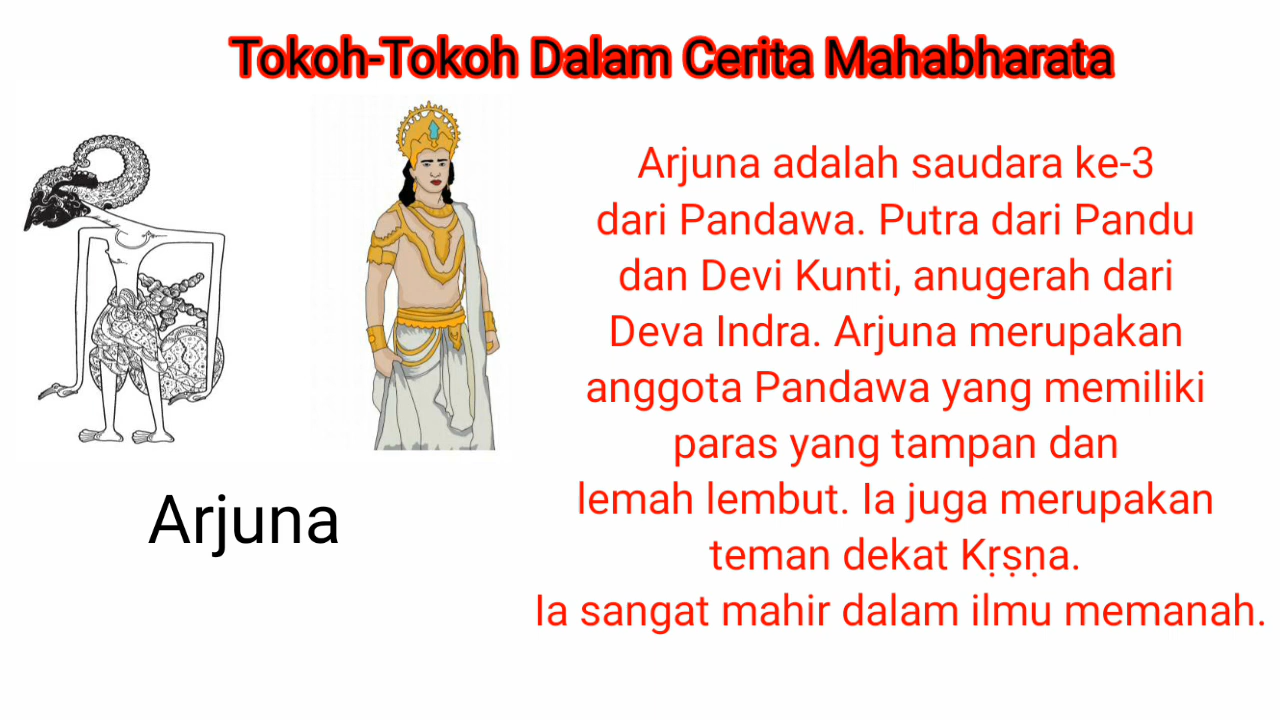 Tokoh-Tokoh Dalam Cerita Mahabharata
Arjuna adalah saudara ke-3
dari Pandawa. Putra dari Pandu
dan Devi Kunti, anugerah dari
Deva Indra. Arjuna merupakan
anggota Pandawa yang memiliki
paras yang tampan dan
lemah lembut. Ia juga merupakan
teman dekat Kṛṣṇa.
Ia sangat mahir dalam ilmu memanah.
Arjuna